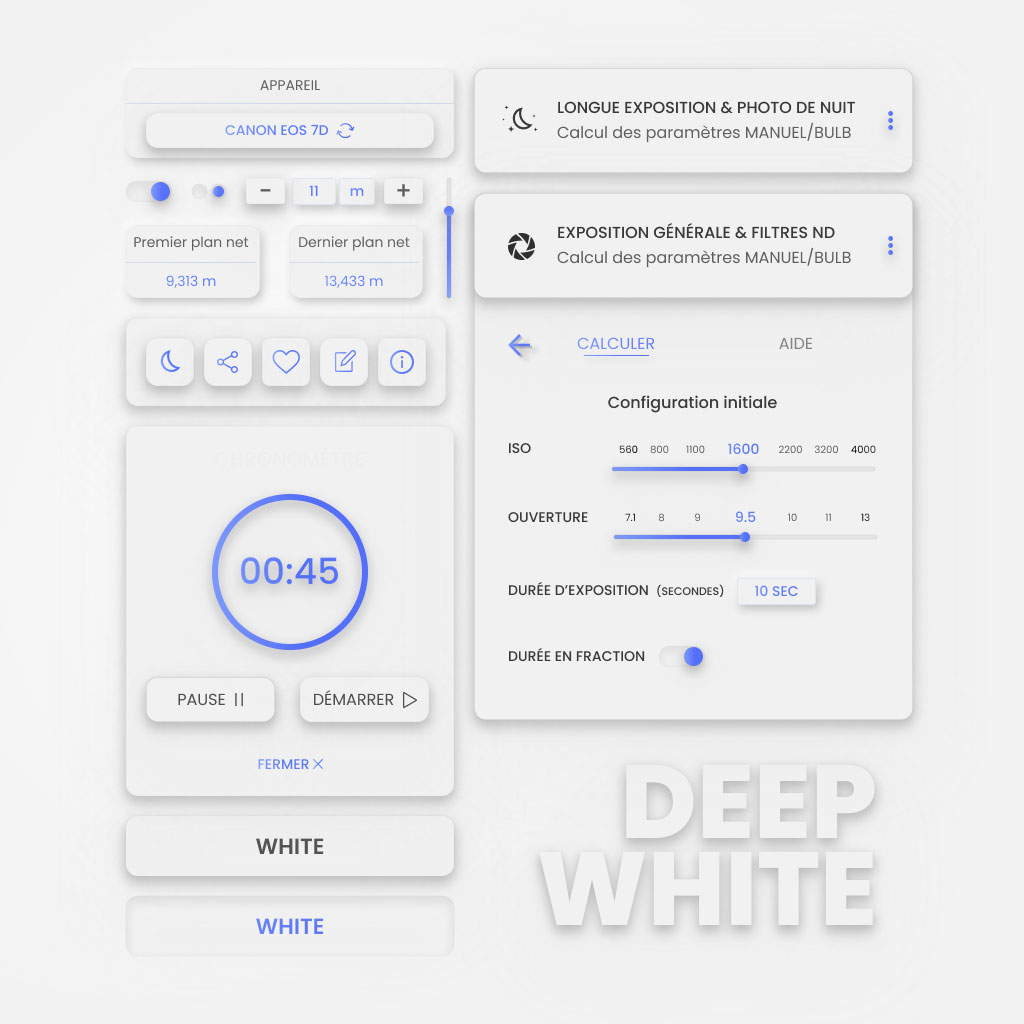 APPAREIL
CANON EOS 7D
− 11 m +
Premier plan net
9,313 m
Dernier plan net
13,433 m
CHRONOMÈTRE
00:45
PAUSE
DÉMARRER
FERMER
WHITE
WHITE
LONGUE EXPOSITION & PHOTO DE NUIT
Calcul des paramètres MANUEL/BULB
EXPOSITION GÉNÉRALE & FILTRES ND
Calcul des paramètres MANUEL/BULB
CALCULER AIDE
Configuration initiale
ISO 560 800 1100 1600 2200 3200 4000
OUVERTURE 7.1 8 9 9.5 10 11 13
DURÉE D’EXPOSITION (SECONDES) 10 SEC
DURÉE EN FRACTION
DEEP
WHITE